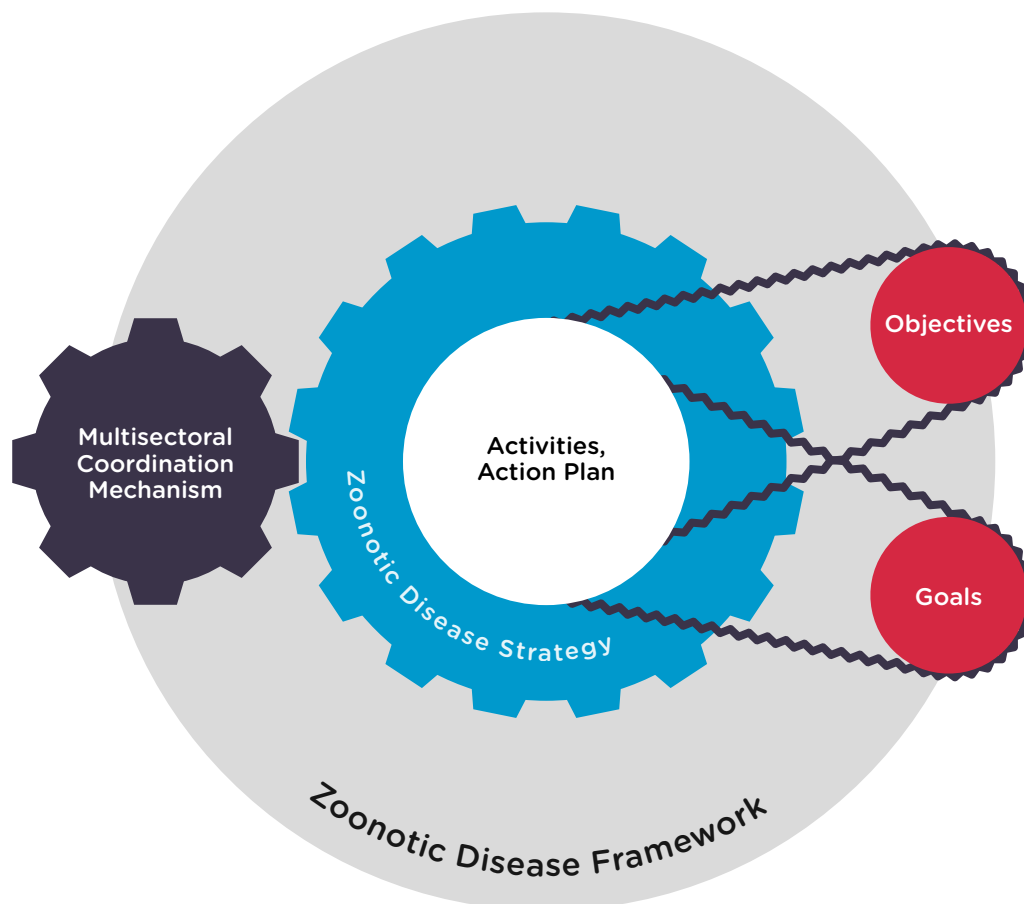 Multisectoral
Coordination
Mechanism
Activities,
Action Plan
Objectives
Goals
Zoonotic Disease Strategy
Zoonotic Disease Framework